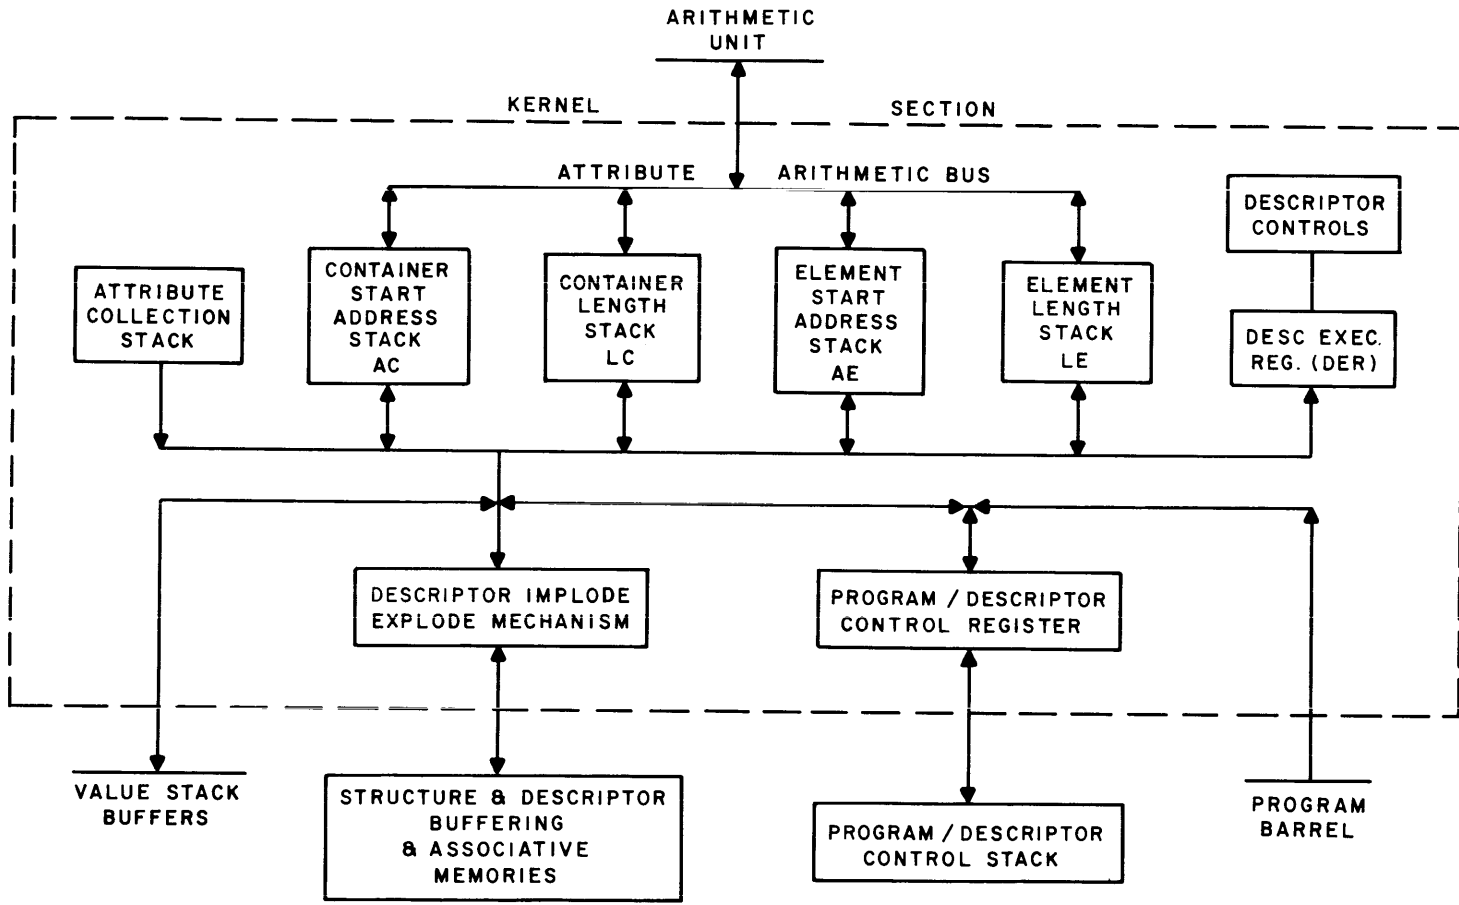 ARITHMETIC
UNIT
KERNEL SECTION
ATTRIBUTE ARITHMETIC BUS
DESCRIPTOR
CONTROLS
ATTRIBUTE
COLLECTION
STACK
CONTAINER
START
ADDRESS
STACK
AC
CONTAINER
LENGTH
STACK
LC
ELEMENT
START
ADDRESS
STACK
AE
ELEMENT
LENGTH
STACK
LE
DESC EXEC.
REG. (DER)
DESCRIPTOR IMPLODE
EXPLODE MECHANISM
PROGRAM / DESCRIPTOR
CONTROL REGISTER
VALUE STACK
BUFFERS
STRUCTURE & DESCRIPTOR
BUFFERING
& ASSOCIATIVE
MEMORIES
PROGRAM / DESCRIPTOR
CONTROL STACK
PROGRAM
BARREL